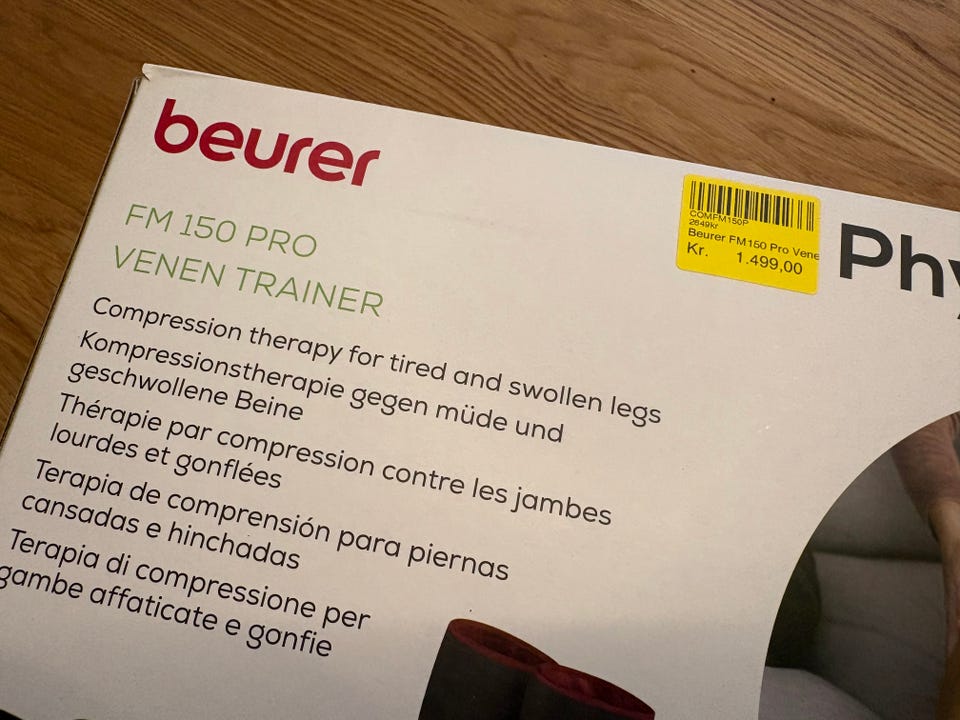 beurer
FM 150 PRO
VENEN TRAINER
Compression therapy for tired and swollen legs
Kompressionstherapie gegen müde und
geschwollene Beine
Thérapie par compression contre les jambes
lourdes et gonflées
Terapia de comprensión para piernas
cansadas e hinchadas
Terapia di compressione per
gambe affaticate e gonfie
COMFM150P
2649kr
Beurer FM150 Pro Vene
Kr. 1.499,00
Phy